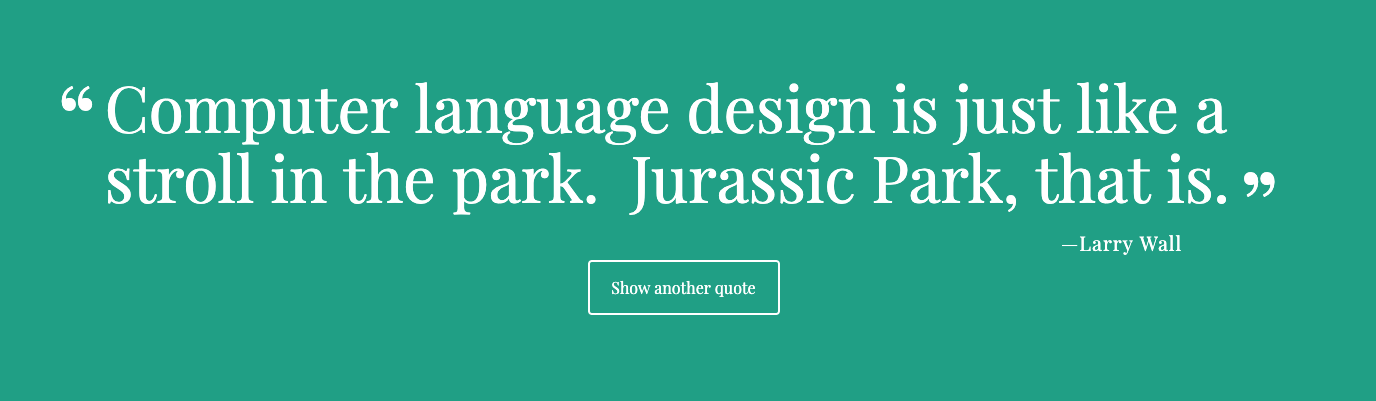 “Computer language design is just like a
stroll in the park.  Jurassic Park, that is.”
—Larry Wall
Show another quote